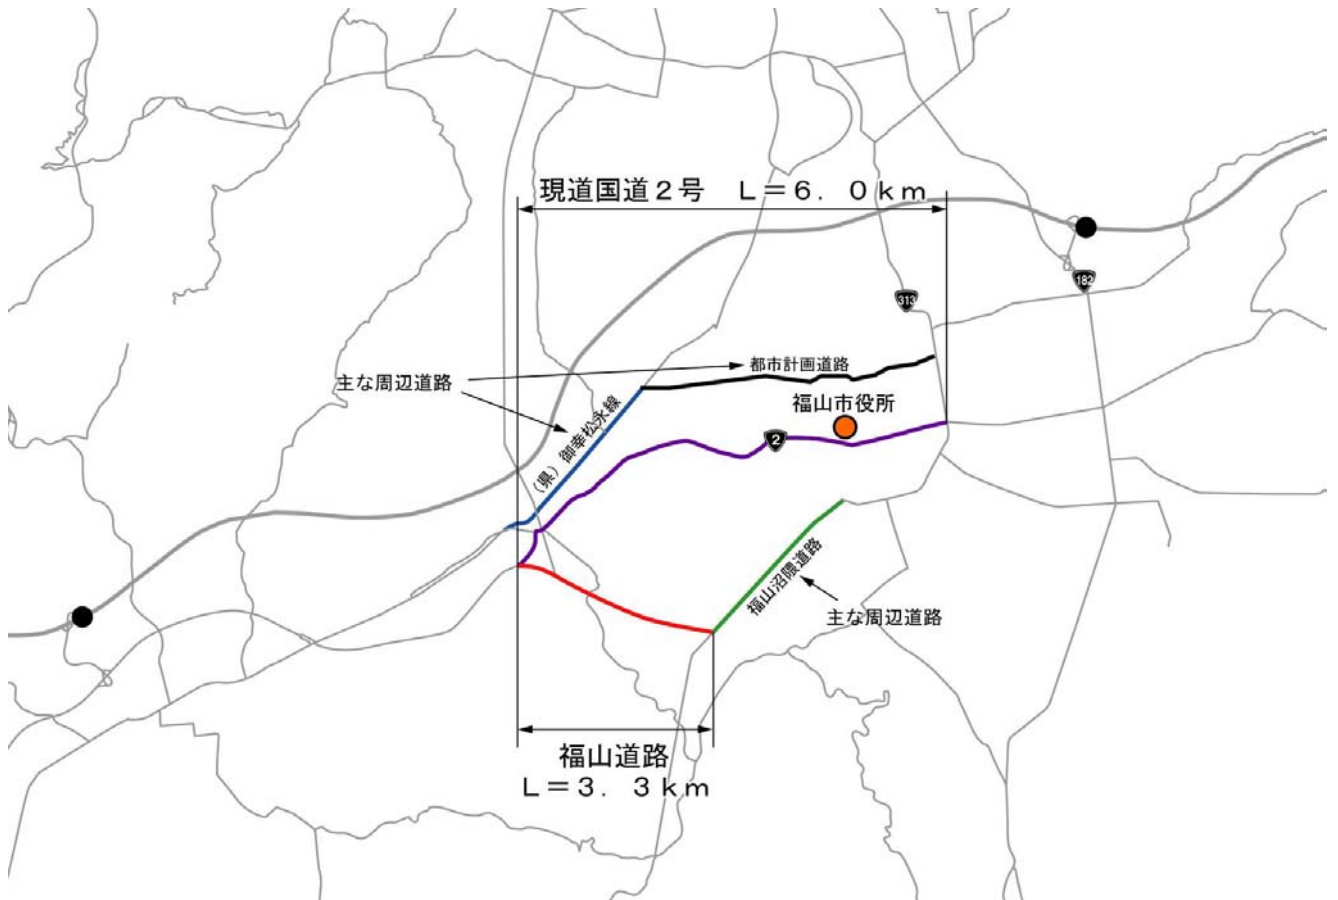 現道国道2号　L=6．0km
182
313
都市計画道路
主な周辺道路
福山市役所
（県）御幸松永線
2
福山沼隈道路
主な周辺道路
福山道路
L=3．3km